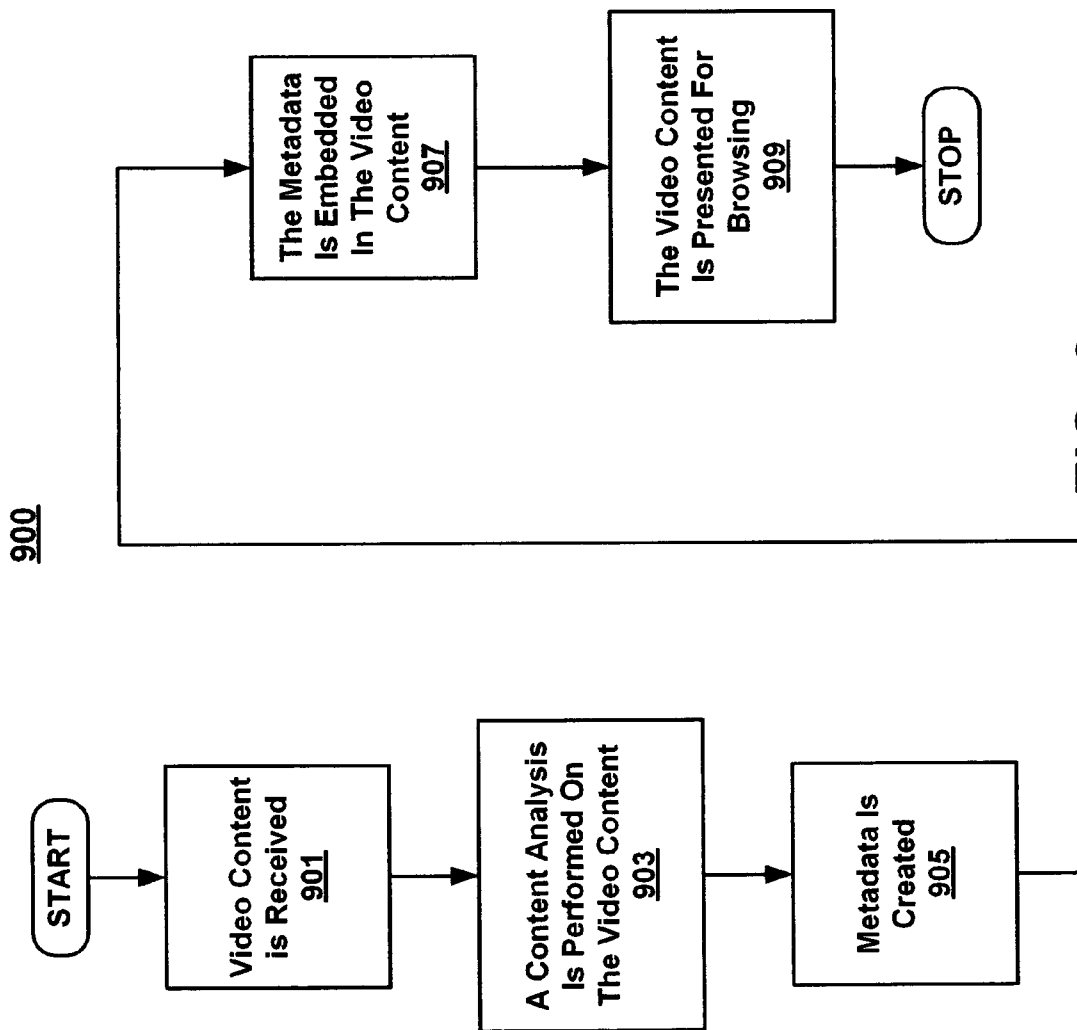 900
START
Video Content
is Received
901
A Content Analysis
Is Performed On
The Video Content
903
Metadata Is
Created
905
The Metadata
Is Embedded
In The Video
Content
907
The Video Content
Is Presented For
Browsing
909
STOP